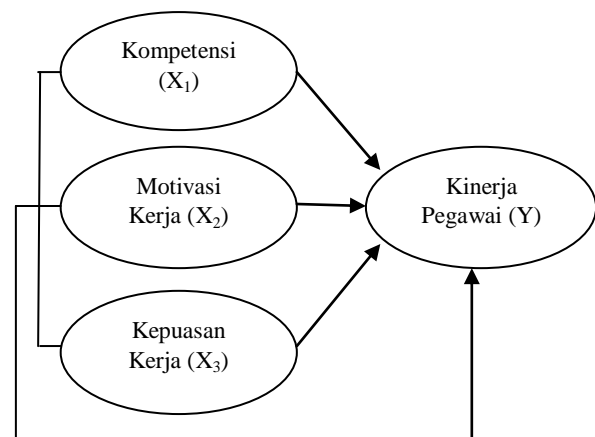 Kompetensi
(X₁)
Motivasi
Kerja (X₂)
Kinerja
Pegawai (Y)
Kepuasan
Kerja (X₃)